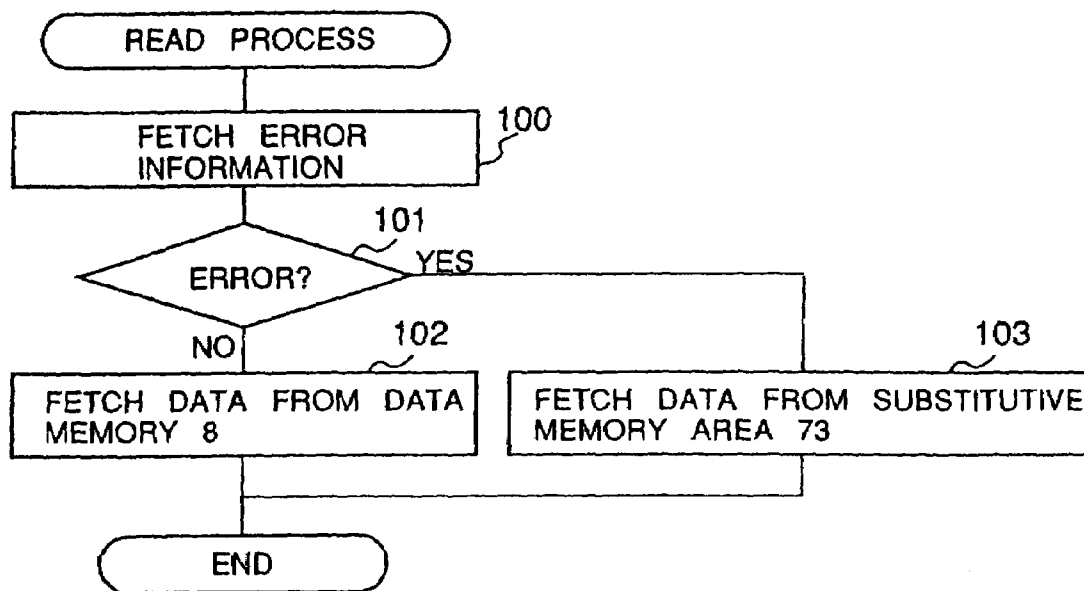 READ PROCESS
FETCH ERROR
INFORMATION
100
101
ERROR?
YES
NO
102
FETCH DATA FROM DATA
MEMORY 8
103
FETCH DATA FROM SUBSTITUTIVE
MEMORY AREA 73
END